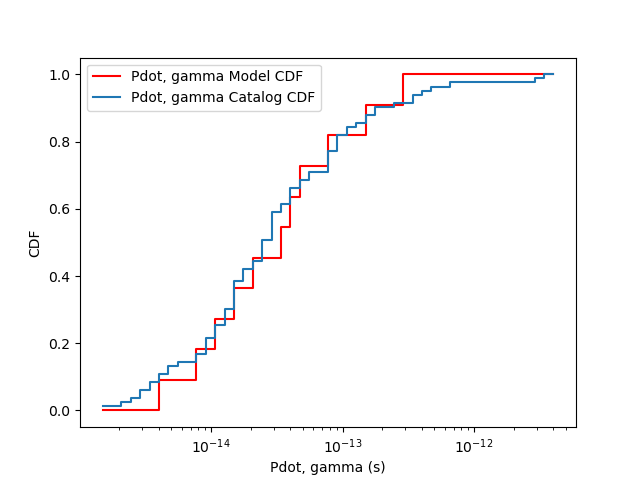 Pdot, gamma Model CDF
Pdot, gamma Catalog CDF
1.0
0.8
0.6
0.4
0.2
0.0
CDF
10⁻¹⁴ 10⁻¹³ 10⁻¹²
Pdot, gamma (s)